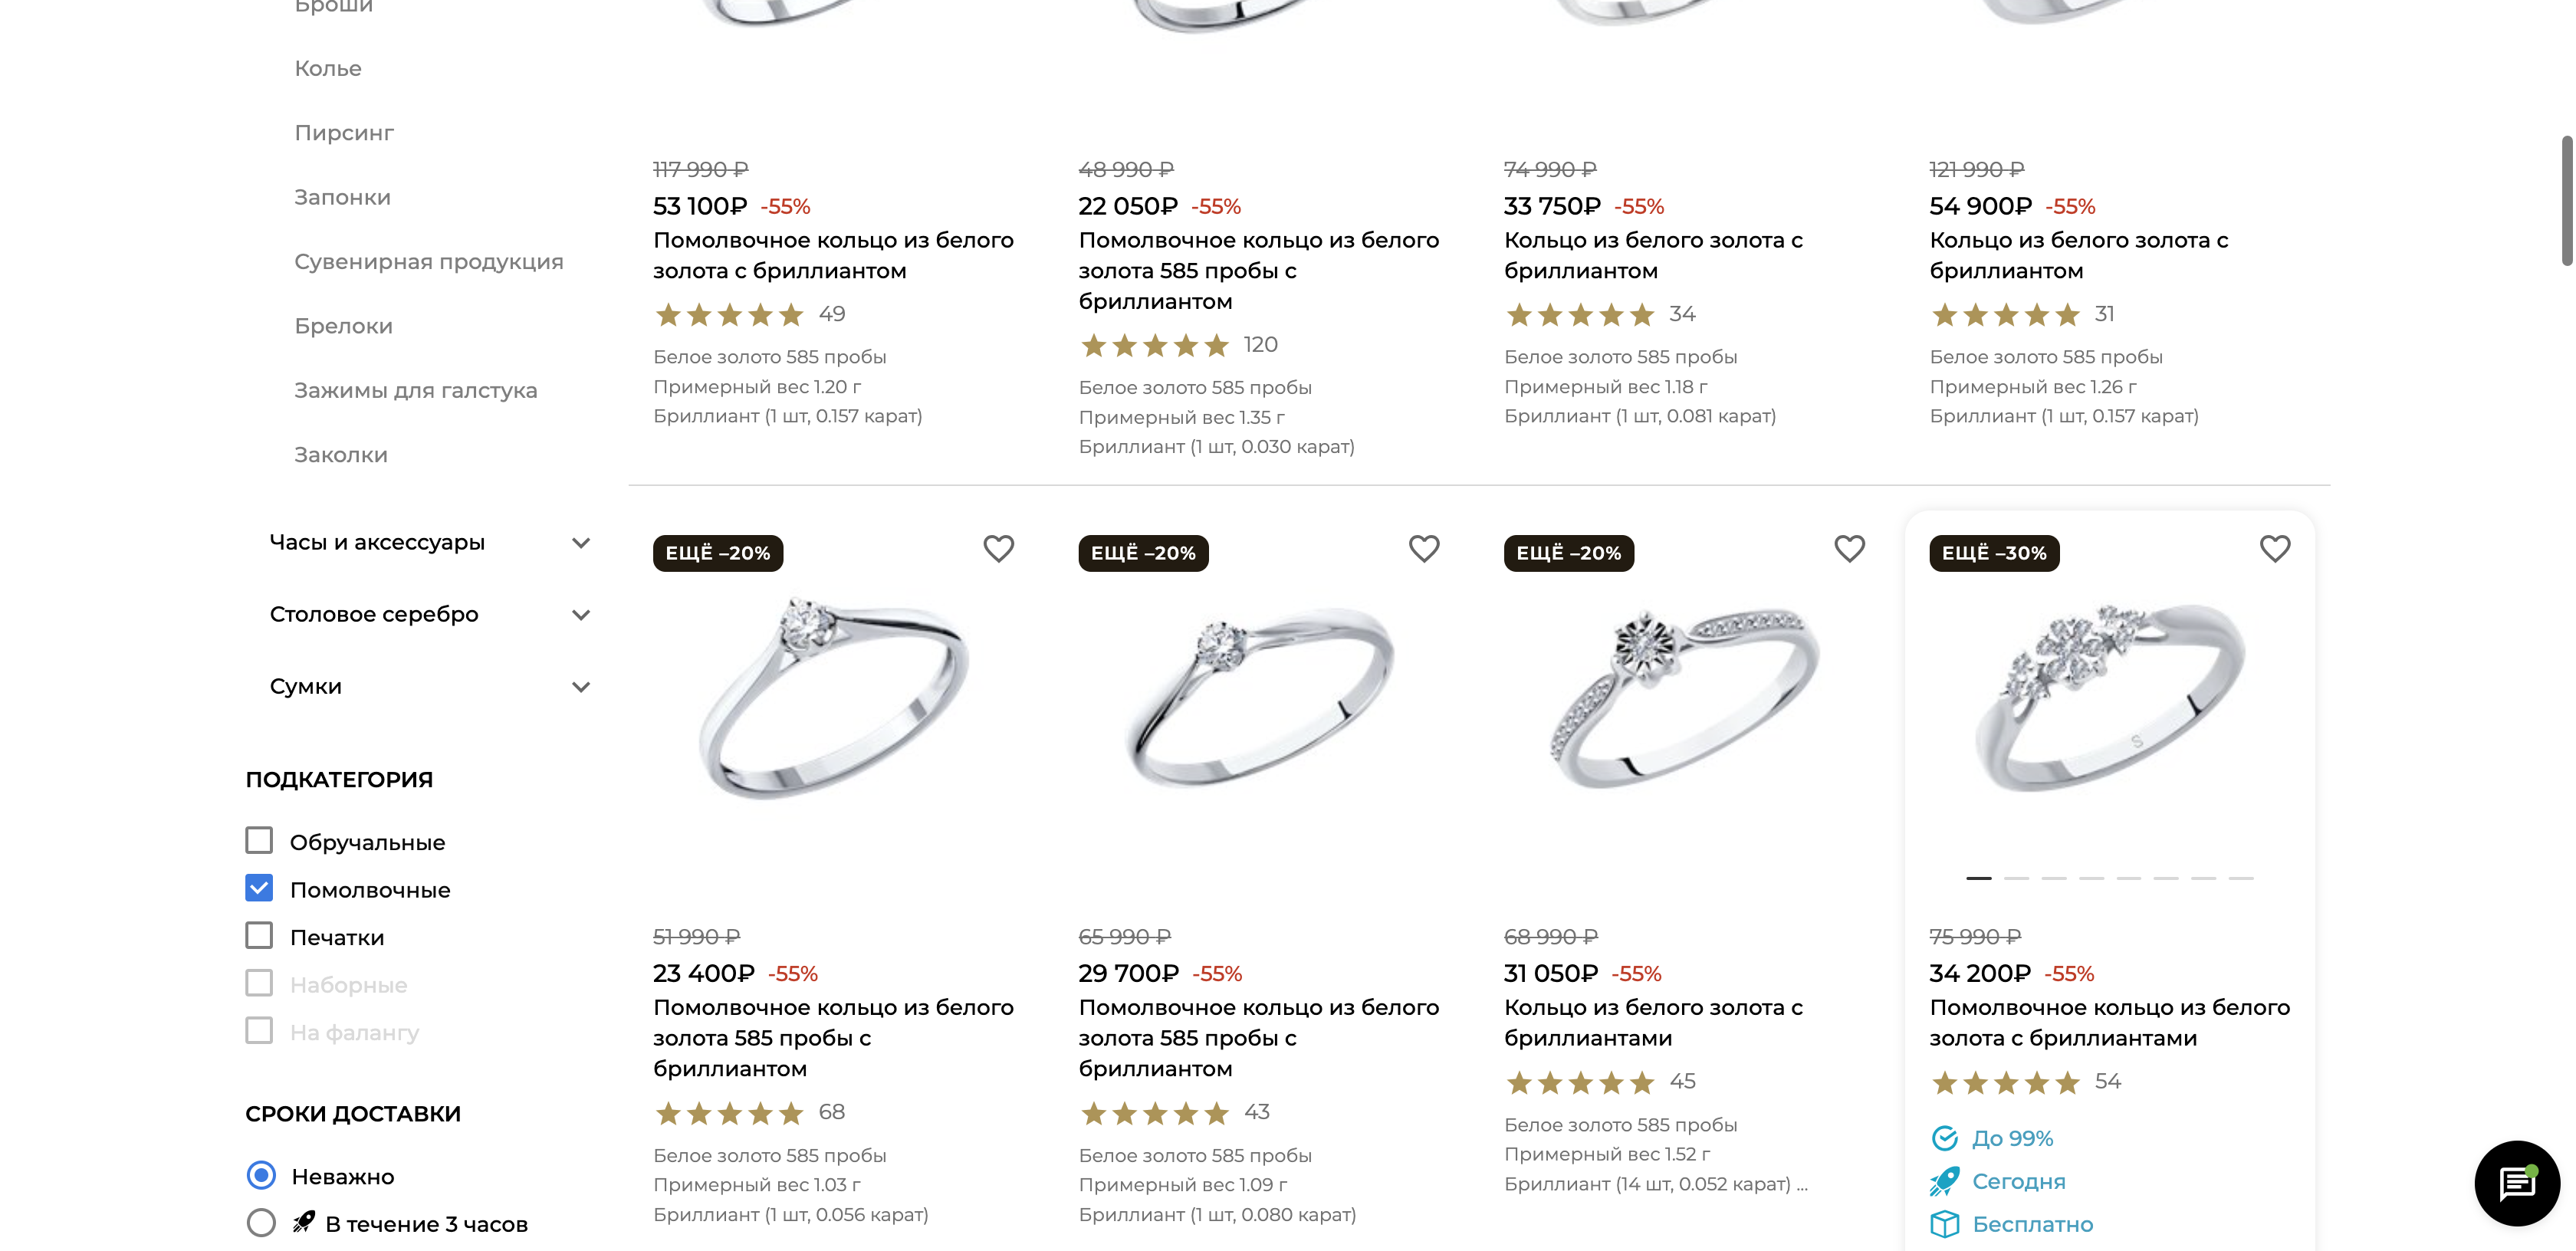 Броши
Колье
Пирсинг
Запонки
Сувенирная продукция
Брелоки
Зажимы для галстука
Заколки
Часы и аксессуары
Столовое серебро
Сумки
ПОДКАТЕГОРИЯ
Обручальные
Помолвочные
Печатки
Наборные
На фалангу
СРОКИ ДОСТАВКИ
Неважно
В течение 3 часов
117 990 ₽
53 100₽ -55%
Помолвочное кольцо из белого
золота с бриллиантом
49
Белое золото 585 пробы
Примерный вес 1.20 г
Бриллиант (1 шт, 0.157 карат)
48 990 ₽
22 050₽ -55%
Помолвочное кольцо из белого
золота 585 пробы с
бриллиантом
120
Белое золото 585 пробы
Примерный вес 1.35 г
Бриллиант (1 шт, 0.030 карат)
74 990 ₽
33 750₽ -55%
Кольцо из белого золота с
бриллиантом
34
Белое золото 585 пробы
Примерный вес 1.18 г
Бриллиант (1 шт, 0.081 карат)
121 990 ₽
54 900₽ -55%
Кольцо из белого золота с
бриллиантом
31
Белое золото 585 пробы
Примерный вес 1.26 г
Бриллиант (1 шт, 0.157 карат)
ЕЩЁ –20%
51 990 ₽
23 400₽ -55%
Помолвочное кольцо из белого
золота 585 пробы с
бриллиантом
68
Белое золото 585 пробы
Примерный вес 1.03 г
Бриллиант (1 шт, 0.056 карат)
ЕЩЁ –20%
65 990 ₽
29 700₽ -55%
Помолвочное кольцо из белого
золота 585 пробы с
бриллиантом
43
Белое золото 585 пробы
Примерный вес 1.09 г
Бриллиант (1 шт, 0.080 карат)
ЕЩЁ –20%
68 990 ₽
31 050₽ -55%
Кольцо из белого золота с
бриллиантами
45
Белое золото 585 пробы
Примерный вес 1.52 г
Бриллиант (14 шт, 0.052 карат) ...
ЕЩЁ –30%
S
75 990 ₽
34 200₽ -55%
Помолвочное кольцо из белого
золота с бриллиантами
54
До 99%
Сегодня
Бесплатно